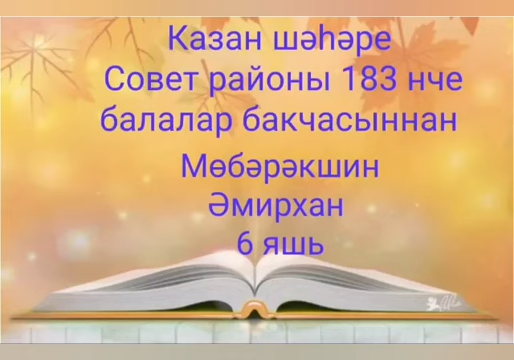 Казан шәһәре
Совет районы 183 нче
балалар бакчасыннан
Мөбәрәкшин
Әмирхан
6 яшь